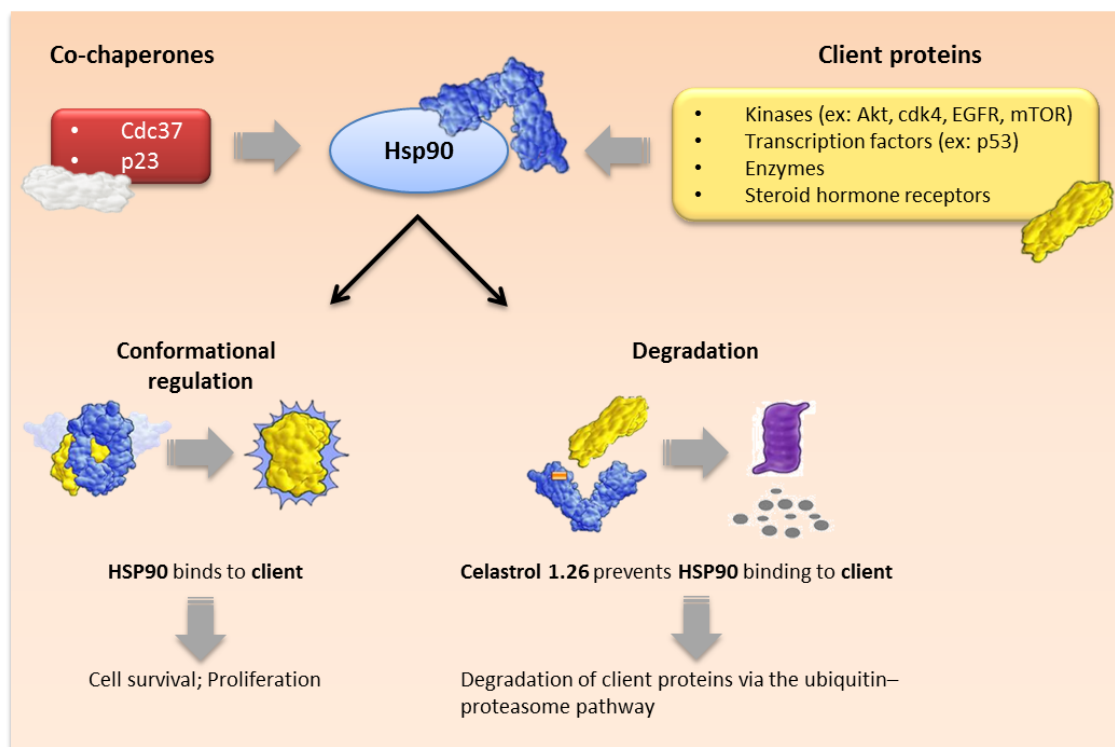 Co-chaperones
• Cdc37
• p23
Hsp90
Client proteins
• Kinases (ex: Akt, cdk4, EGFR, mTOR)
• Transcription factors (ex: p53)
• Enzymes
• Steroid hormone receptors
Conformational
regulation
HSP90 binds to client
Cell survival; Proliferation
Degradation
Celastrol 1.26 prevents HSP90 binding to client
Degradation of client proteins via the ubiquitin–
proteasome pathway